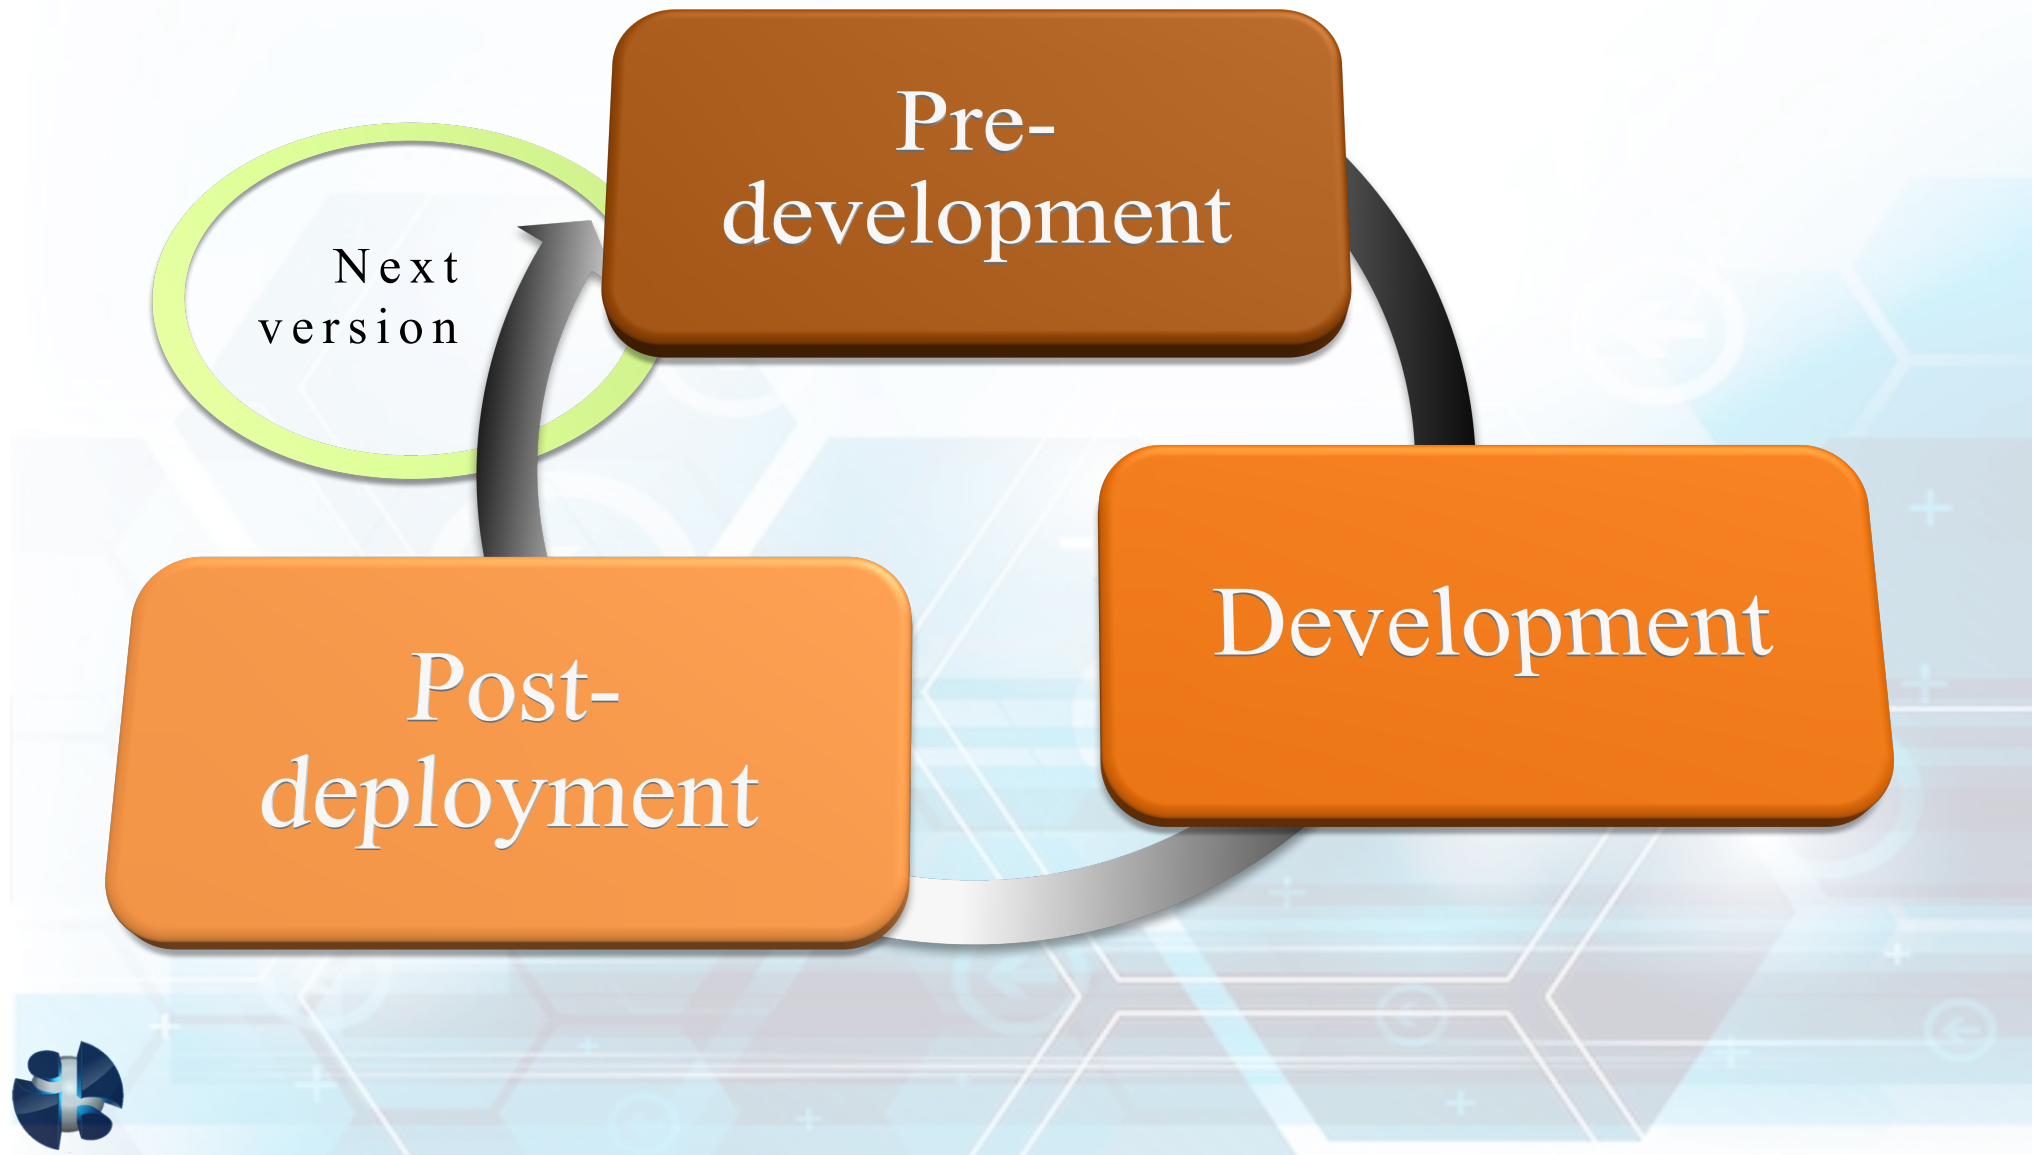 Pre-
development
Next
version
Development
Post-
deployment